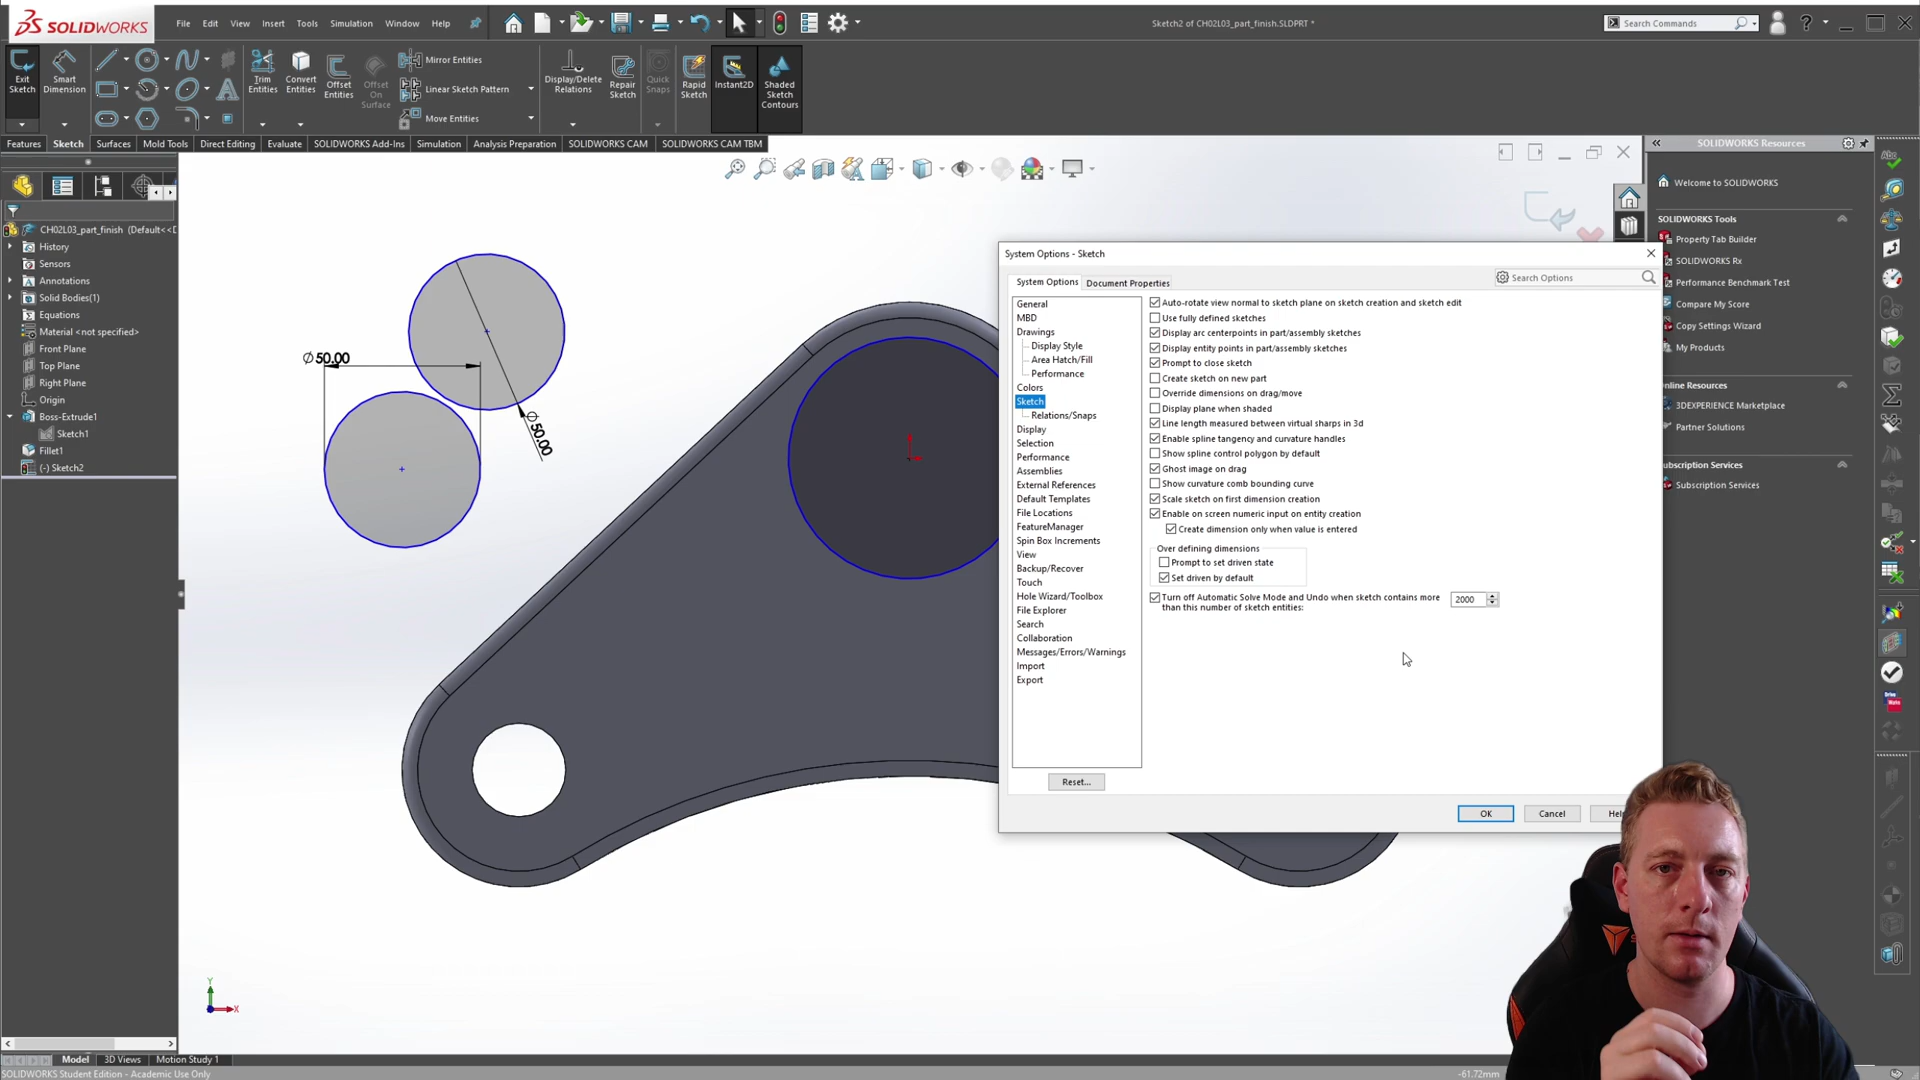 SOLIDWORKS
File Edit View Insert Tools Simulation Window Help
Sketch2 of CH02L03_part_finish.SLDPRT *
Search Commands
Exit Sketch
Smart Dimension
Trim Entities
Convert Entities
Offset Entities
Offset On Surface
Mirror Entities
Linear Sketch Pattern
Move Entities
Display/Delete Relations
Repair Sketch
Quick Snaps
Rapid Sketch
Instant2D
Shaded Sketch Contours
Features Sketch Surfaces Mold Tools Direct Editing Evaluate SOLIDWORKS Add-Ins Simulation Analysis Preparation SOLIDWORKS CAM SOLIDWORKS CAM TBM
CH02L03_part_finish (Default<<D
History
Sensors
Annotations
Solid Bodies(1)
Equations
Material <not specified>
Front Plane
Top Plane
Right Plane
Origin
Boss-Extrude1
Sketch1
Fillet1
(-) Sketch2
∅50.00
∅50.00
Y
X
System Options - Sketch
System Options Document Properties
Search Options
General
MBD
Drawings
Display Style
Area Hatch/Fill
Performance
Colors
Sketch
Relations/Snaps
Display
Selection
Performance
Assemblies
External References
Default Templates
File Locations
FeatureManager
Spin Box Increments
View
Backup/Recover
Touch
Hole Wizard/Toolbox
File Explorer
Search
Collaboration
Messages/Errors/Warnings
Import
Export
Reset...
Auto-rotate view normal to sketch plane on sketch creation and sketch edit
Use fully defined sketches
Display arc centerpoints in part/assembly sketches
Display entity points in part/assembly sketches
Prompt to close sketch
Create sketch on new part
Override dimensions on drag/move
Display plane when shaded
Line length measured between virtual sharps in 3d
Enable spline tangency and curvature handles
Show spline control polygon by default
Ghost image on drag
Show curvature comb bounding curve
Scale sketch on first dimension creation
Enable on screen numeric input on entity creation
Create dimension only when value is entered
Over defining dimensions
Prompt to set driven state
Set driven by default
Turn off Automatic Solve Mode and Undo when sketch contains more
than this number of sketch entities:
2000
OK Cancel Help
SOLIDWORKS Resources
Welcome to SOLIDWORKS
SOLIDWORKS Tools
Property Tab Builder
SOLIDWORKS Rx
Performance Benchmark Test
Compare My Score
Copy Settings Wizard
My Products
Online Resources
3DEXPERIENCE Marketplace
Partner Solutions
Subscription Services
Subscription Services
Model 3D Views Motion Study 1
SOLIDWORKS Student Edition - Academic Use Only
-61.72mm